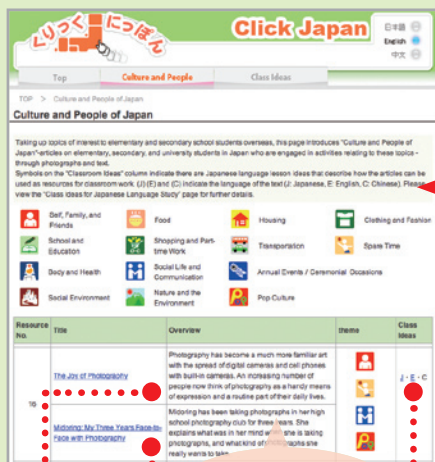 くりっくにっぽん
Click Japan
日本語
English
中文
Top
Culture and People
Class Ideas
TOP > Culture and People of Japan
Culture and People of Japan
Taking up topics of interest to elementary and secondary school students overseas, this page introduces "Culture and People of
Japan"-articles on elementary, secondary, and university students in Japan who are engaged in activities relating to these topics -
through photographs and text.
Symbols on the "Classroom Ideas" column indicate there are Japanese language lesson ideas that describe how the articles can be
used as resources for classroom work. (J) (E) and (C) indicate the language of the text (J: Japanese, E: English, C: Chinese). Please
view the "Class Ideas for Japanese Language Study" page for further details.
Self, Family, and
Friends
Food
Housing
Clothing and Fashion
School and
Education
Shopping and Part-
time Work
Transportation
Spare Time
Body and Health
Social Life and
Communication
Annual Events / Ceremonial Occasions
Social Environment
Nature and the
Environment
Pop Culture
Resource
No.
Title
Overview
theme
Class
Ideas
16
The Joy of Photography
Photography has become a much more familiar art
with the spread of digital cameras and cell phones
with built-in cameras. An increasing number of
people now think of photography as a handy means
of expression and a routine part of their daily lives.
J・E・C
Midoring: My Three Years Face-to-
Face with Photography
Midoring has been taking photographs in her high
school photography club for three years. She
explains what was in her mind when she is taking
photographs, and what kind of photographs she
really wants to take.